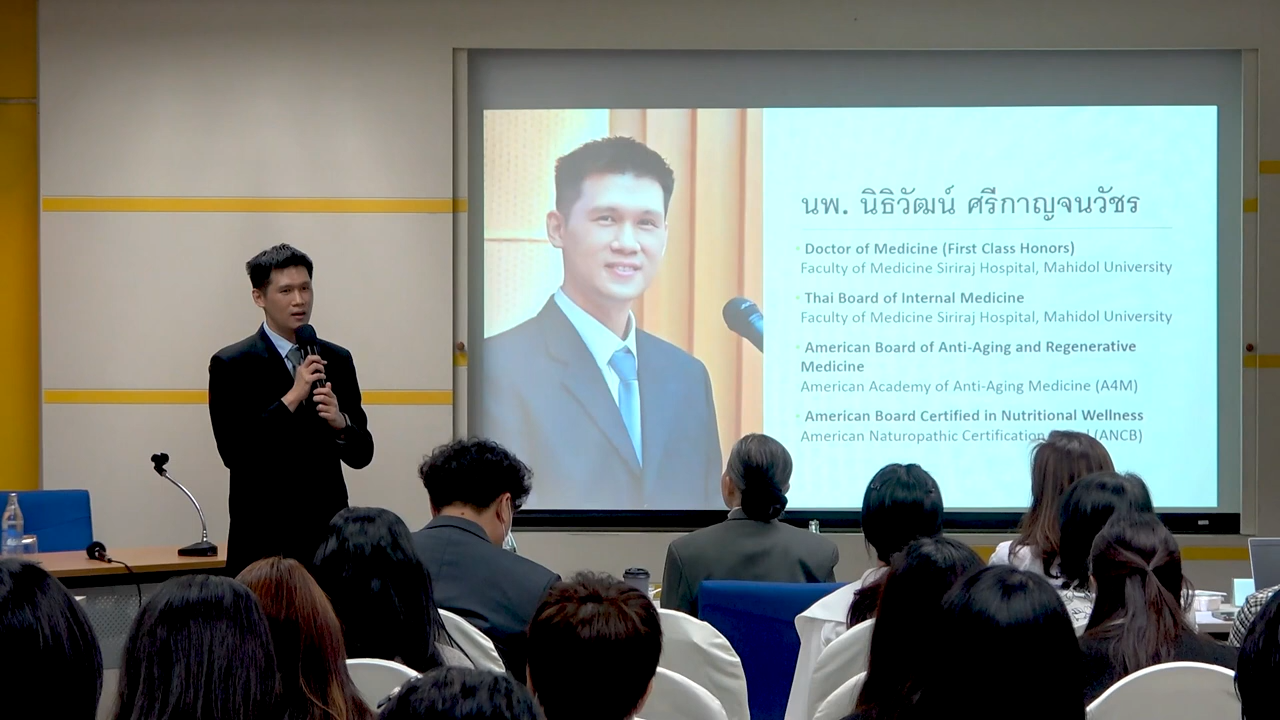 นพ. นิธิวัฒน์ ศรีกาญจนวัชร
Doctor of Medicine (First Class Honors)
Faculty of Medicine Siriraj Hospital, Mahidol University
Thai Board of Internal Medicine
Faculty of Medicine Siriraj Hospital, Mahidol University
American Board of Anti-Aging and Regenerative
Medicine
American Academy of Anti-Aging Medicine (A4M)
American Board Certified in Nutritional Wellness
American Naturopathic Certification (ANCB)